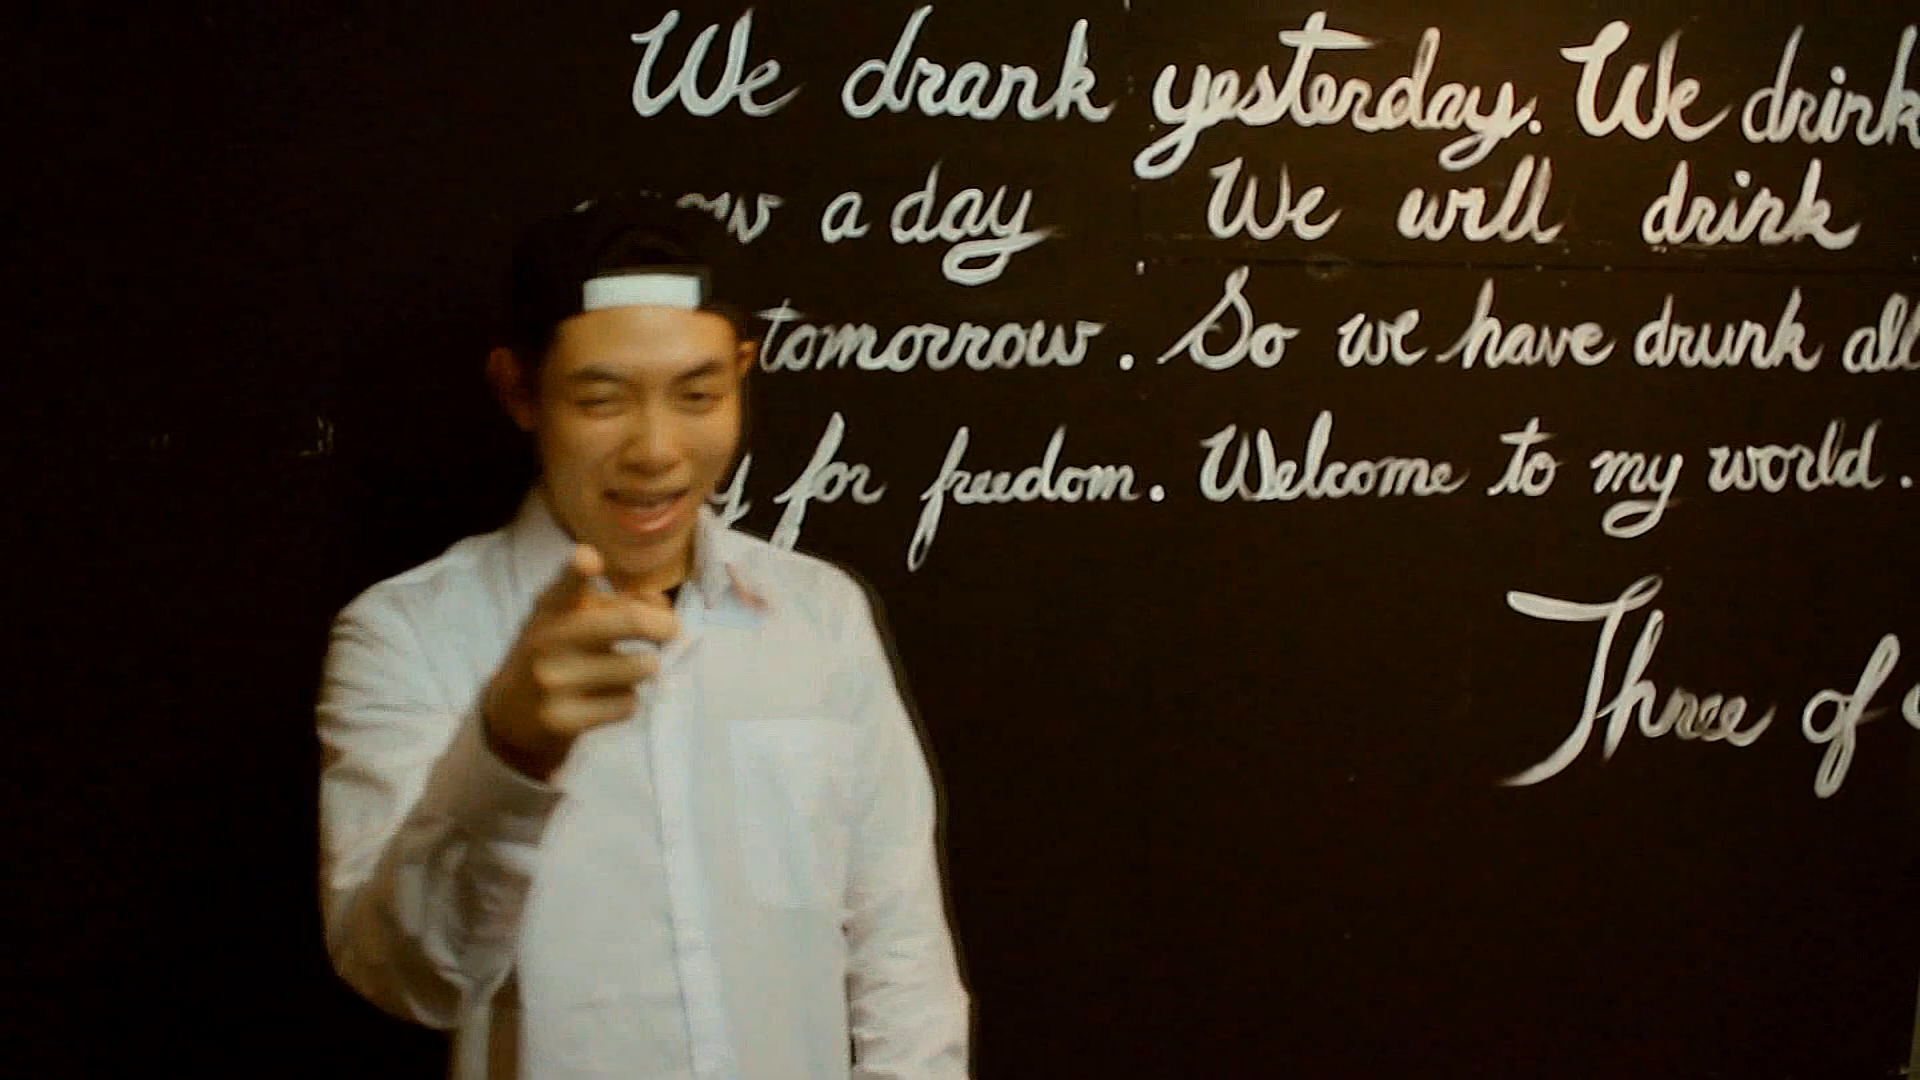 We drank yesterday. We drink
a day We will drink
tomorrow. So we have drunk all
for freedom. Welcome to my world.
Three of